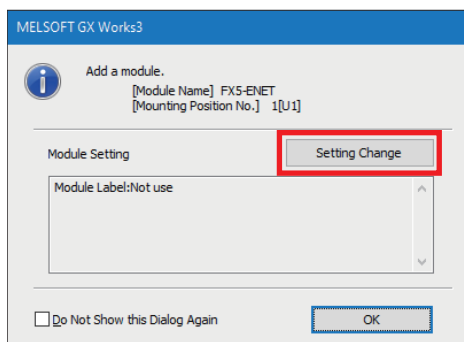 MELSOFT GX Works3
Add a module.
[Module Name] FX5-ENET
[Mounting Position No.] 1[U1]
Module Setting
Setting Change
Module Label:Not use
Do Not Show this Dialog Again
OK